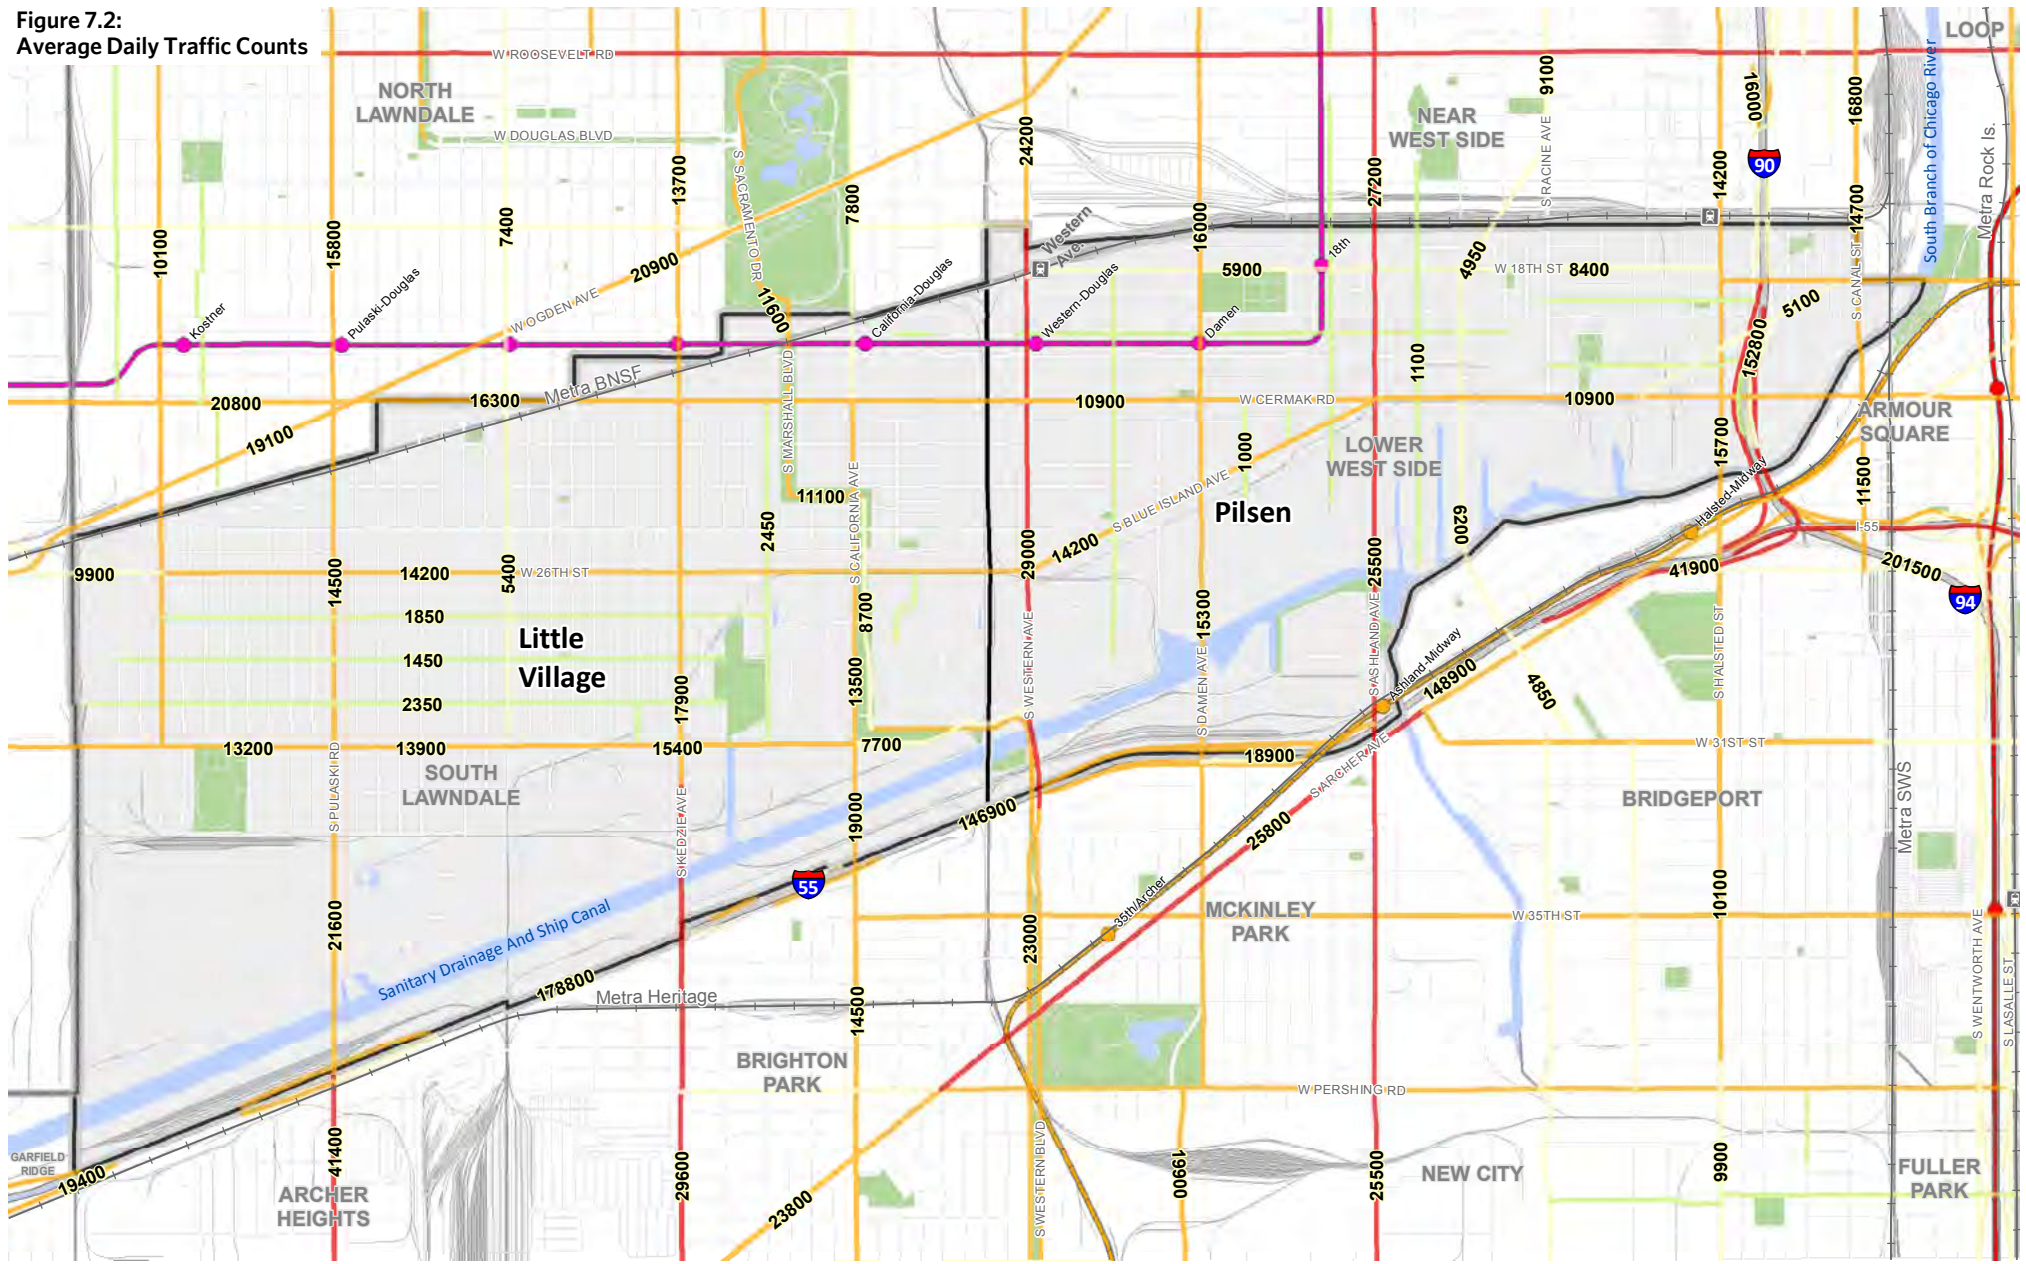 Figure 7.2:
Average Daily Traffic Counts
LOOP
W ROOSEVELT RD
NORTH
LAWNDALE
W DOUGLAS BLVD
NEAR
WEST SIDE
9100
16000
16800
South Branch of Chicago River
Metra Rock Is.
24200
13700
S SACRAMENTO DR
7800
27200
S RACINE AVE
14200
90
14700
10100
15800
7400
20900
16000
Western
Ave.
5900
18th
4950
W 18TH ST
8400
S CANAL ST
5100
Kostner
Pulaski-Douglas
W OGDEN AVE
11600
California-Douglas
Western-Douglas
Damen
152800
1100
S MARSHALL BLVD
Metra BNSF
20800
16300
10900
W CERMAK RD
10900
19100
ARMOUR
SQUARE
LOWER
WEST SIDE
1000
15700
Halsted-Midway
11500
S BLUE ISLAND AVE
11100
S CALIFORNIA AVE
Pilsen
2450
6200
I-55
14200
29000
25500
41900
201500
94
9900
14500
14200
5400
W 26TH ST
1850
8700
15300
S ASHLAND AVE
S HALSTED ST
Little
Village
1450
2350
17900
13500
S WESTERN AVE
S DAMEN AVE
Ashland-Midway
148900
4850
13200
13900
15400
7700
18900
W 31ST ST
S PULASKI RD
SOUTH
LAWNDALE
S KEDZIE AVE
19000
146900
S ARCHER AVE
25800
BRIDGEPORT
Metra SWS
55
21600
Sanitary Drainage And Ship Canal
178800
Metra Heritage
14500
23000
35th/Archer
MCKINLEY
PARK
W 35TH ST
10100
S WENTWORTH AVE
S LASALLE ST
BRIGHTON
PARK
W PERSHING RD
GARFIELD
RIDGE
19400
41400
ARCHER
HEIGHTS
29600
23800
S WESTERN BLVD
19900
25500
NEW CITY
9900
FULLER
PARK